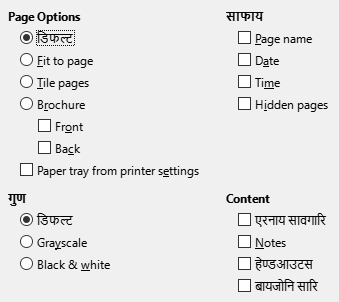 Page Options
डिफल्ट
Fit to page
Tile pages
Brochure
Front
Back
Paper tray from printer settings
साफाय
Page name
Date
Time
Hidden pages
गुण
डिफल्ट
Grayscale
Black & white
Content
एरनाय सावगारि
Notes
हेण्डआउटस
बायजोनि सारि